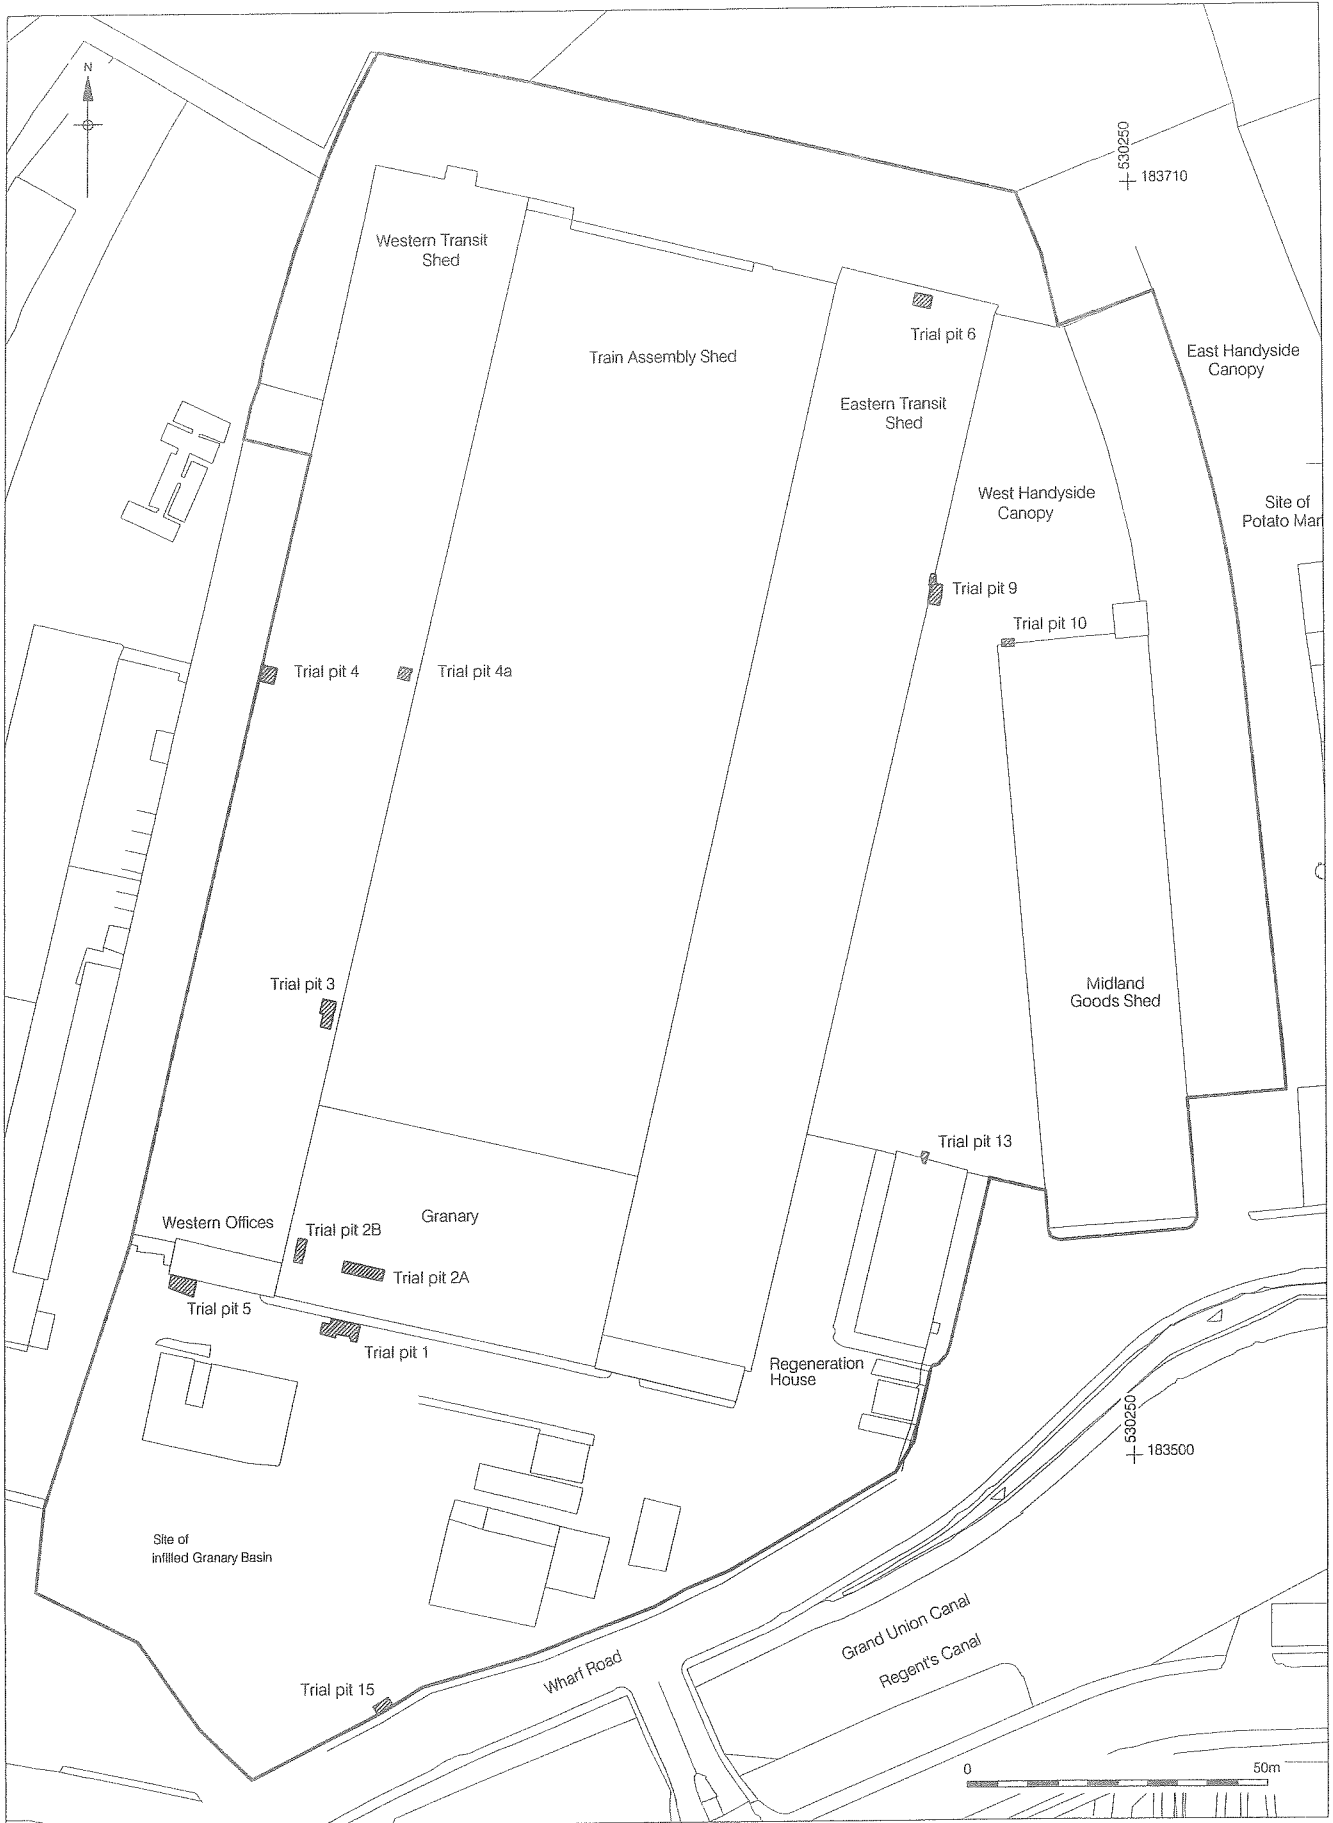 N
530250
183710
Western Transit
Shed
Trial pit 6
Train Assembly Shed
East Handyside
Canopy
Eastern Transit
Shed
West Handyside
Canopy
Site of
Potato Mar
Trial pit 9
Trial pit 10
Trial pit 4
Trial pit 4a
Trial pit 3
Midland
Goods Shed
Trial pit 13
Western Offices
Trial pit 2B
Granary
Trial pit 2A
Trial pit 5
Trial pit 1
Regeneration
House
530250
183500
Site of
infilled Granary Basin
Grand Union Canal
Regent's Canal
Wharf Road
Trial pit 15
0
50m